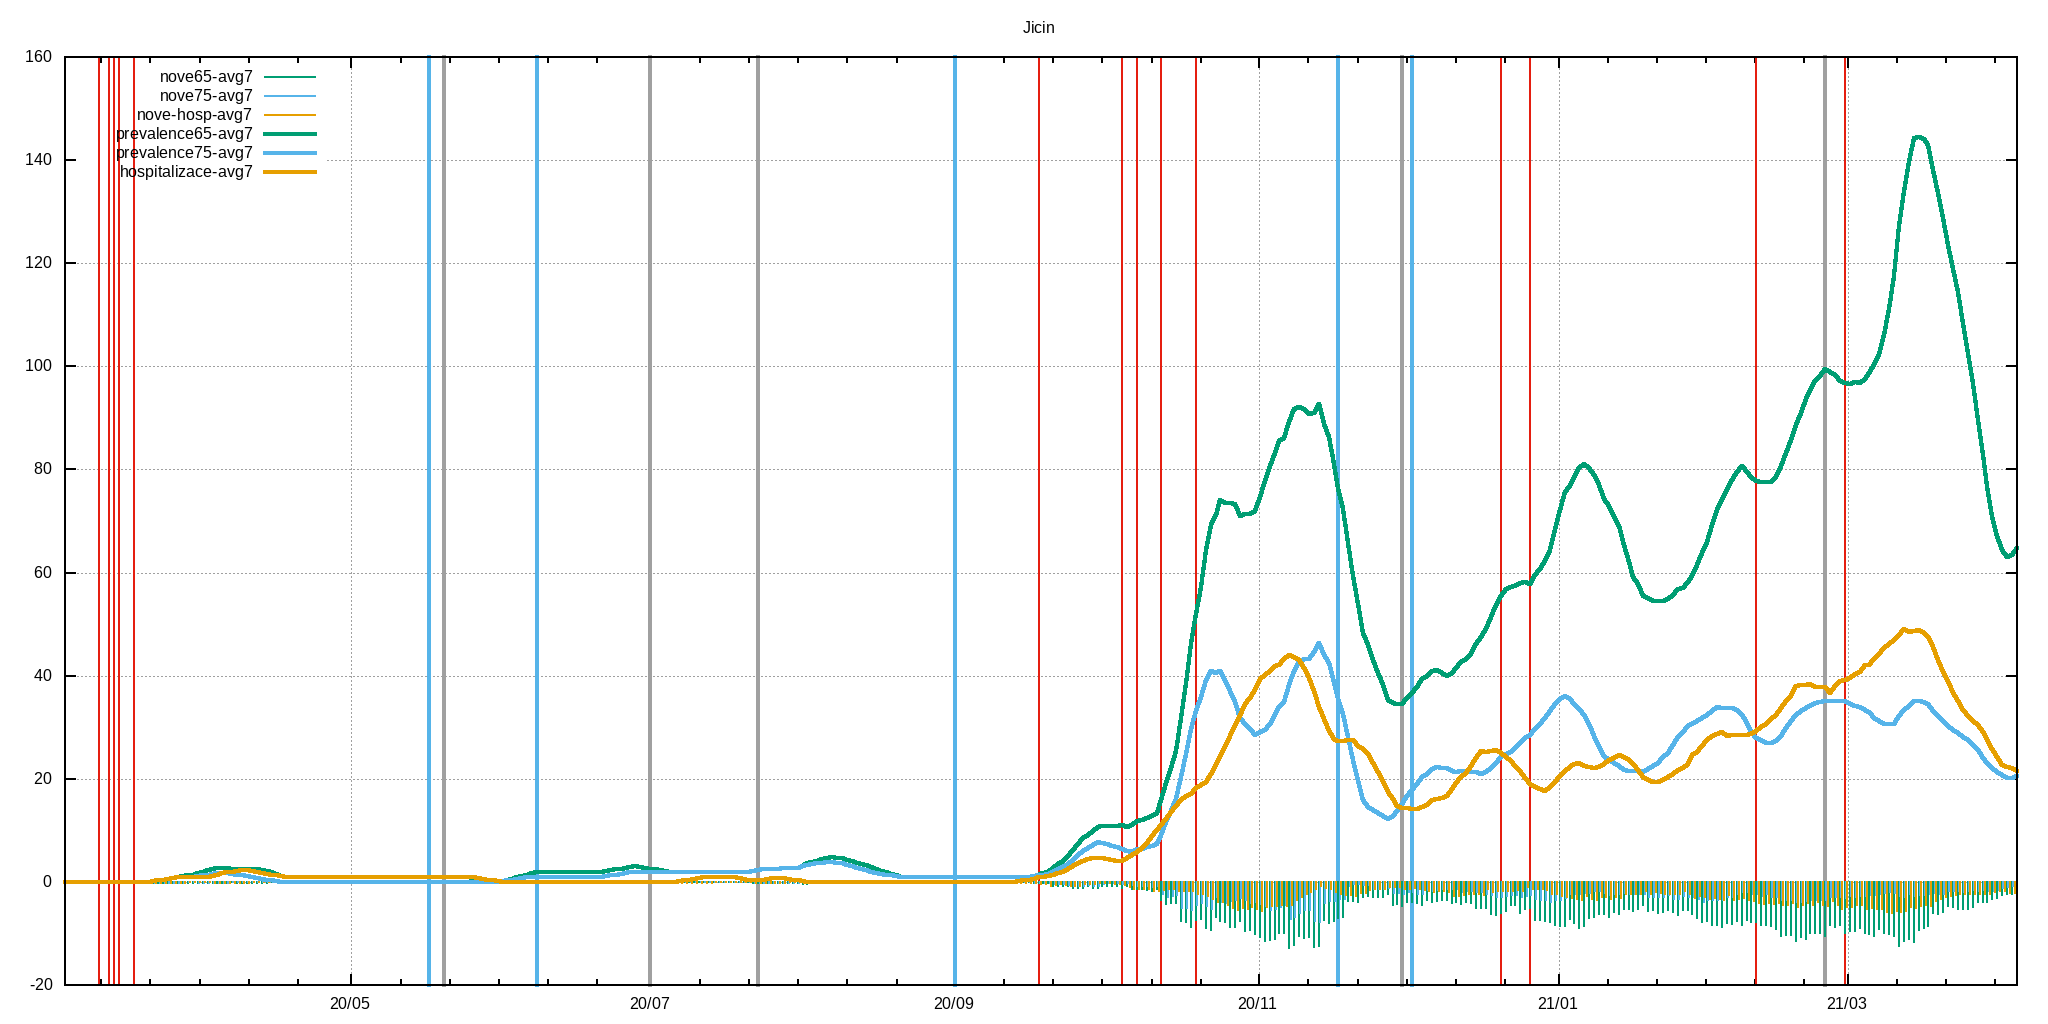 Jicin
160
140
120
100
80
60
40
20
0
-20
nove65-avg7
nove75-avg7
nove-hosp-avg7
prevalence65-avg7
prevalence75-avg7
hospitalizace-avg7
20/05
20/07
20/09
20/11
21/01
21/03